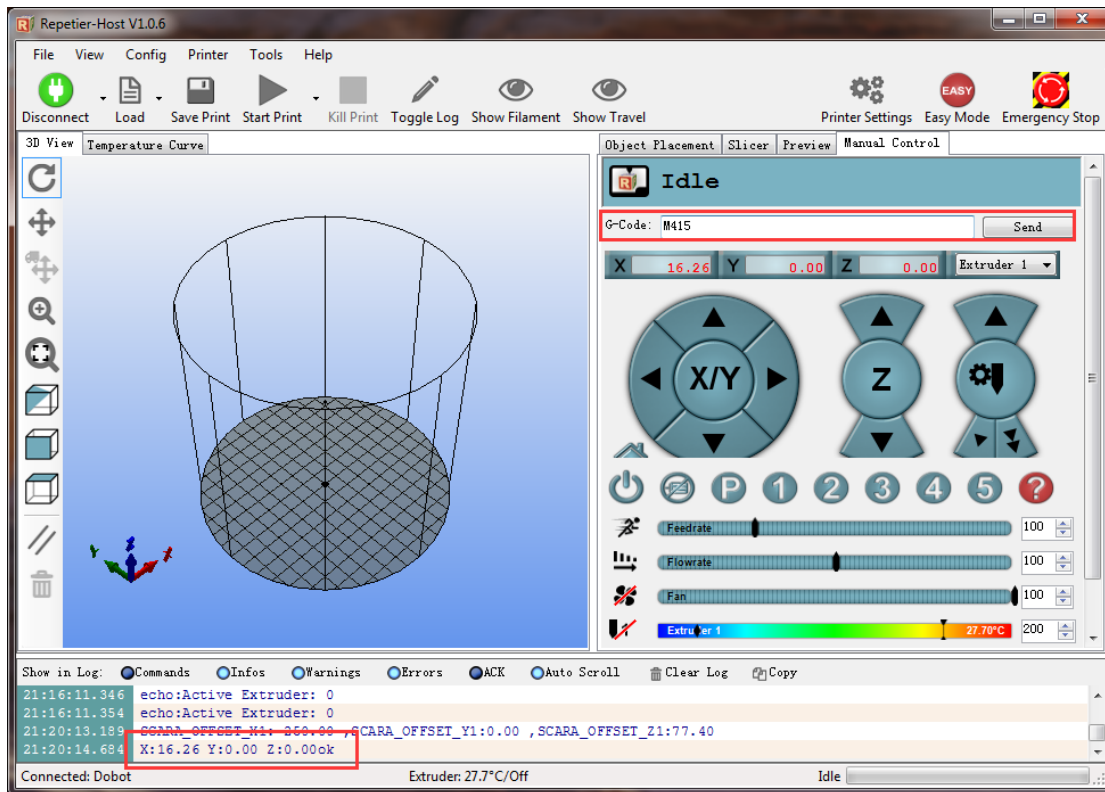 Repetier-Host V1.0.6
File View Config Printer Tools Help
Disconnect Load Save Print Start Print Kill Print Toggle Log Show Filament Show Travel Printer Settings Easy Mode Emergency Stop
EASY
3D View Temperature Curve
Object Placement Slicer Preview Manual Control
Idle
G-Code: M415 Send
X 16.26 Y 0.00 Z 0.00 Extruder 1
X/Y Z
P 1 2 3 4 5 ?
Feedrate 100
Flowrate 100
Fan 100
Extruder 1 27.70°C 200
Show in Log: Commands Infos Warnings Errors ACK Auto Scroll Clear Log Copy
21:16:11.346 echo:Active Extruder: 0
21:16:11.354 echo:Active Extruder: 0
21:20:13.189 SCARA_OFFSET_X1:-260.00 ,SCARA_OFFSET_Y1:0.00 ,SCARA_OFFSET_Z1:77.40
21:20:14.684 X:16.26 Y:0.00 Z:0.00ok
Connected: Dobot Extruder: 27.7°C/Off Idle